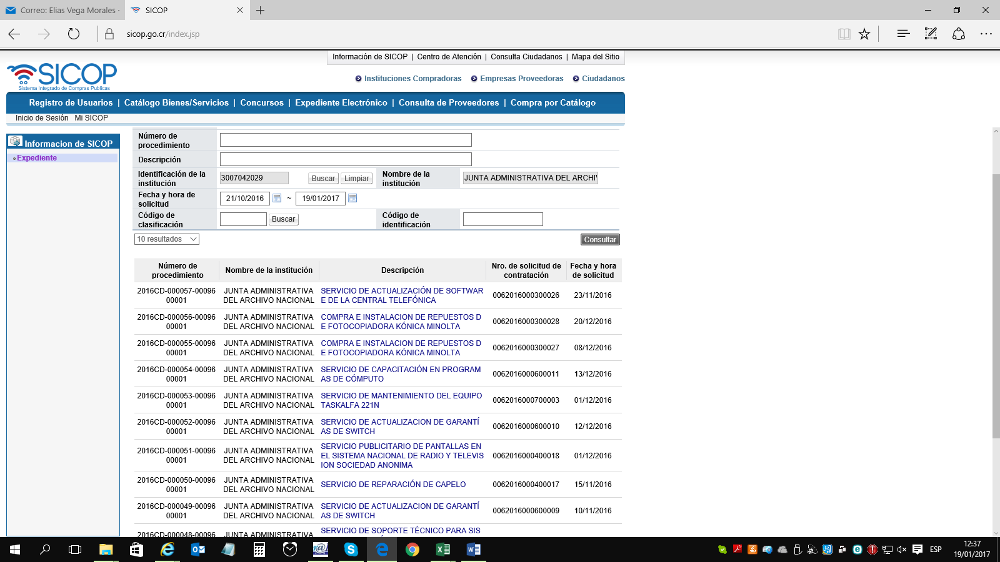 Correo: Elias Vega Morales -
SICOP
sicop.go.cr/index.jsp
Información de SICOP | Centro de Atención | Consulta Ciudadanos | Mapa del Sitio
SICOP
Sistema Integrado de Compras Públicas
Instituciones Compradoras Empresas Proveedoras Ciudadanos
Registro de Usuarios | Catálogo Bienes/Servicios | Concursos | Expediente Electrónico | Consulta de Proveedores | Compra por Catálogo
Inicio de Sesión Mi SICOP
Informacion de SICOP
Expediente
Número de
procedimiento
Descripción
Identificación de la
institución
3007042029 Buscar Limpiar
Nombre de la
institución
JUNTA ADMINISTRATIVA DEL ARCHI
Fecha y hora de
solicitud
21/10/2016 ~ 19/01/2017
Código de
clasificación
Buscar
Código de
identificación
10 resultados
Consultar
Número de
procedimiento
Nombre de la institución
Descripción
Nro. de solicitud de
contratación
Fecha y hora
de solicitud
2016CD-000057-00096
00001
JUNTA ADMINISTRATIVA
DEL ARCHIVO NACIONAL
SERVICIO DE ACTUALIZACIÓN DE SOFTWAR
E DE LA CENTRAL TELEFÓNICA
0062016000300026
23/11/2016
2016CD-000056-00096
00001
JUNTA ADMINISTRATIVA
DEL ARCHIVO NACIONAL
COMPRA E INSTALACION DE REPUESTOS D
E FOTOCOPIADORA KÓNICA MINOLTA
0062016000300028
20/12/2016
2016CD-000055-00096
00001
JUNTA ADMINISTRATIVA
DEL ARCHIVO NACIONAL
COMPRA E INSTALACION DE REPUESTOS D
E FOTOCOPIADORA KÓNICA MINOLTA
0062016000300027
08/12/2016
2016CD-000054-00096
00001
JUNTA ADMINISTRATIVA
DEL ARCHIVO NACIONAL
SERVICIO DE CAPACITACIÓN EN PROGRAM
AS DE CÓMPUTO
0062016000600011
13/12/2016
2016CD-000053-00096
00001
JUNTA ADMINISTRATIVA
DEL ARCHIVO NACIONAL
SERVICIO DE MANTENIMIENTO DEL EQUIPO
TASKALFA 221N
0062016000700003
01/12/2016
2016CD-000052-00096
00001
JUNTA ADMINISTRATIVA
DEL ARCHIVO NACIONAL
SERVICIO DE ACTUALIZACION DE GARANTÍ
AS DE SWITCH
0062016000600010
12/12/2016
2016CD-000051-00096
00001
JUNTA ADMINISTRATIVA
DEL ARCHIVO NACIONAL
SERVICIO PUBLICITARIO DE PANTALLAS EN
EL SISTEMA NACIONAL DE RADIO Y TELEVIS
ION SOCIEDAD ANONIMA
0062016000400018
01/12/2016
2016CD-000050-00096
00001
JUNTA ADMINISTRATIVA
DEL ARCHIVO NACIONAL
SERVICIO DE REPARACIÓN DE CAPELO
0062016000400017
15/11/2016
2016CD-000049-00096
00001
JUNTA ADMINISTRATIVA
DEL ARCHIVO NACIONAL
SERVICIO DE ACTUALIZACION DE GARANTÍ
AS DE SWITCH
0062016000600009
10/11/2016
2016CD-000048-00096
JUNTA ADMINISTRATIVA
SERVICIO DE SOPORTE TÉCNICO PARA SIS
ESP
12:37
19/01/2017